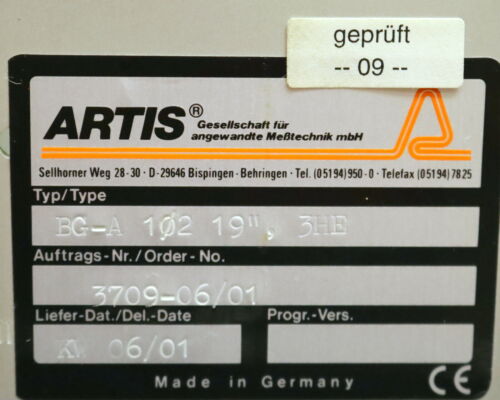 geprüft
-- 09 --
ARTIS® Gesellschaft für
angewandte Meßtechnik mbH
Sellhorner Weg 28-30 · D-29646 Bispingen - Behringen · Tel. (05194) 950-0 · Telefax (05194) 7825
Typ/Type
BG-A 102 19", 3HE
Auftrags-Nr./Order-No.
3709-06/01
Liefer-Dat./Del.-Date Progr.-Vers.
KW 06/01
Made in Germany CE